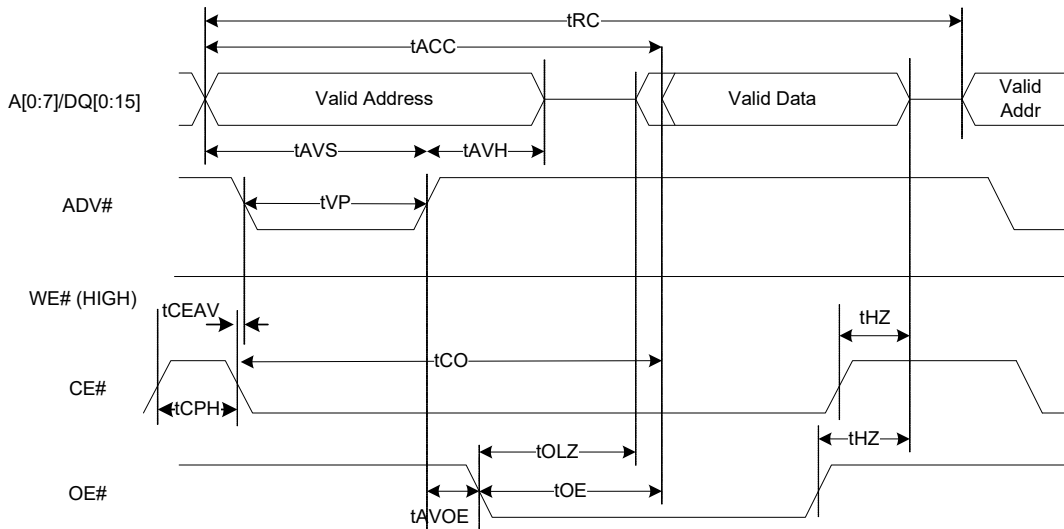 tRC
tACC
A[0:7]/DQ[0:15]
Valid Address
Valid Data
Valid
Addr
tAVS
tAVH
ADV#
tVP
WE# (HIGH)
tCEAV
tHZ
tCO
CE#
tCPH
tHZ
tOLZ
OE#
tOE
tAVOE